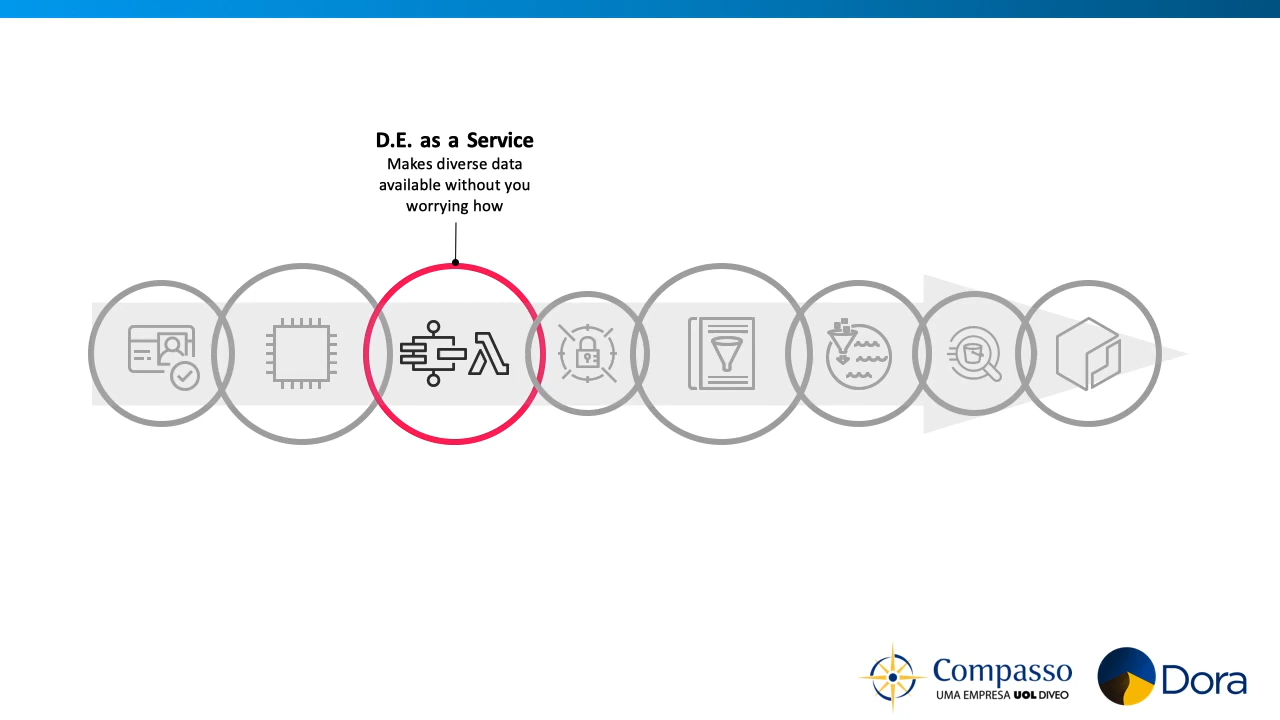 D.E. as a Service
Makes diverse data
available without you
worrying how
Compasso
UMA EMPRESA UOL DIVEO
Dora